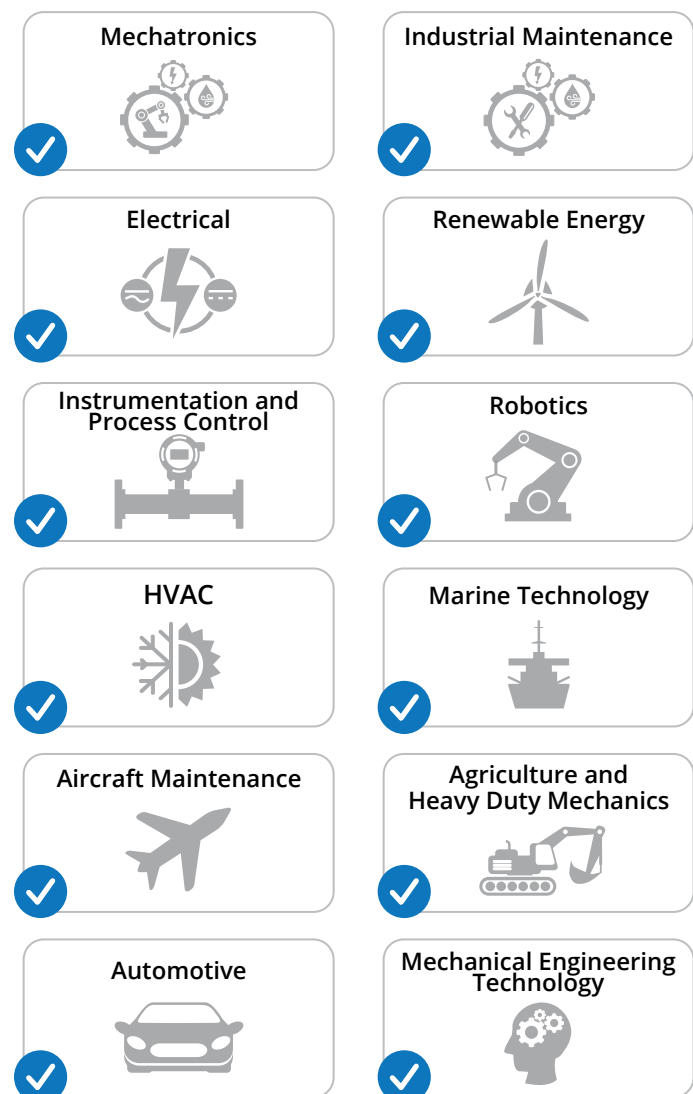 Mechatronics
Industrial Maintenance
Electrical
Renewable Energy
Instrumentation and
Process Control
Robotics
HVAC
Marine Technology
Aircraft Maintenance
Agriculture and
Heavy Duty Mechanics
Automotive
Mechanical Engineering
Technology